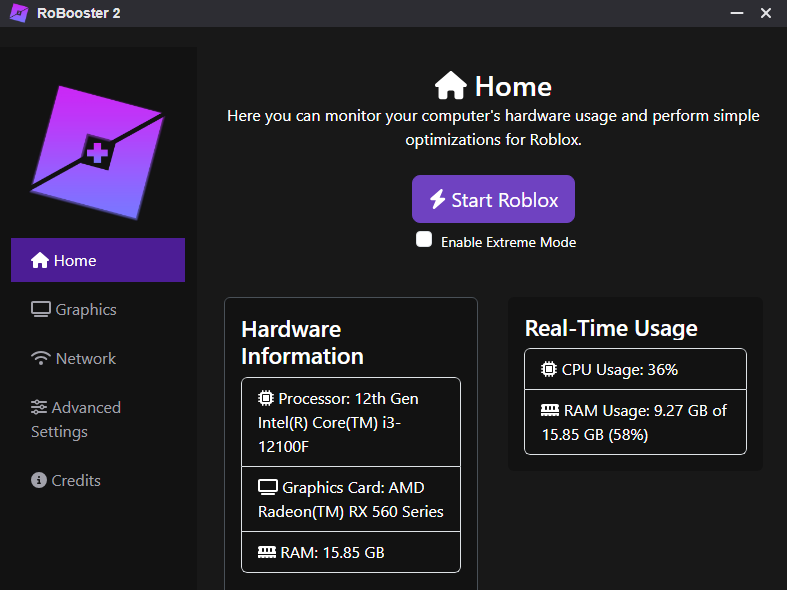 RoBooster 2
Home
Graphics
Network
Advanced
Settings
Credits
Home
Here you can monitor your computer's hardware usage and perform simple
optimizations for Roblox.
Start Roblox
Enable Extreme Mode
Hardware
Information
Processor: 12th Gen
Intel(R) Core(TM) i3-
12100F
Graphics Card: AMD
Radeon(TM) RX 560 Series
RAM: 15.85 GB
Real-Time Usage
CPU Usage: 36%
RAM Usage: 9.27 GB of
15.85 GB (58%)